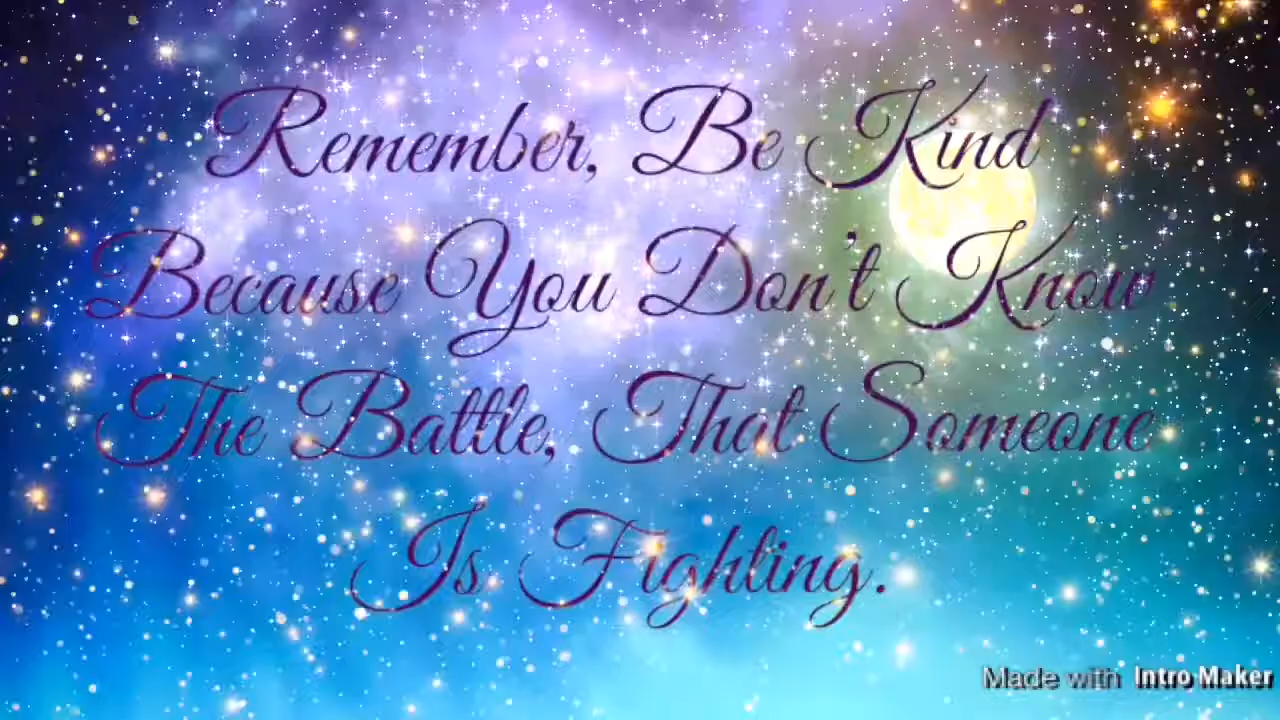 Remember, Be Kind
Because You Don't Know
The Battle, That Someone
Is Fighting.
Made with Intro Maker